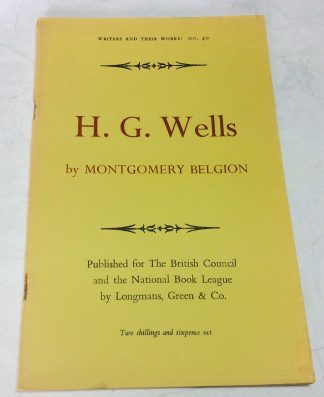 WRITERS AND THEIR WORKS: NO. 40
H. G. Wells
by MONTGOMERY BELGION
Published for The British Council
and the National Book League
by Longmans, Green & Co.
Two shillings and sixpence net